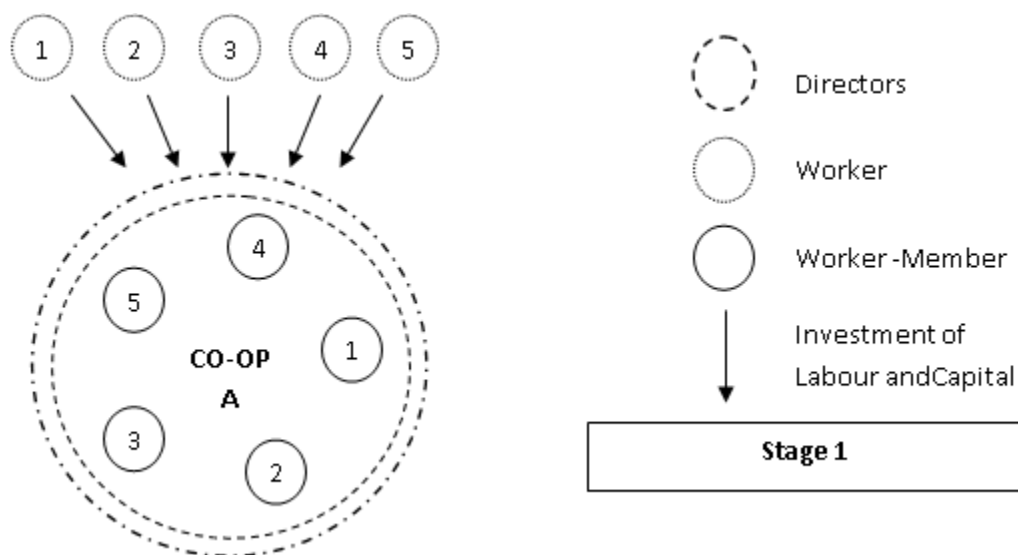 1 2 3 4 5
4
5
1
CO-OP
A
3
2
Directors
Worker
Worker -Member
Investment of
Labour andCapital
Stage 1